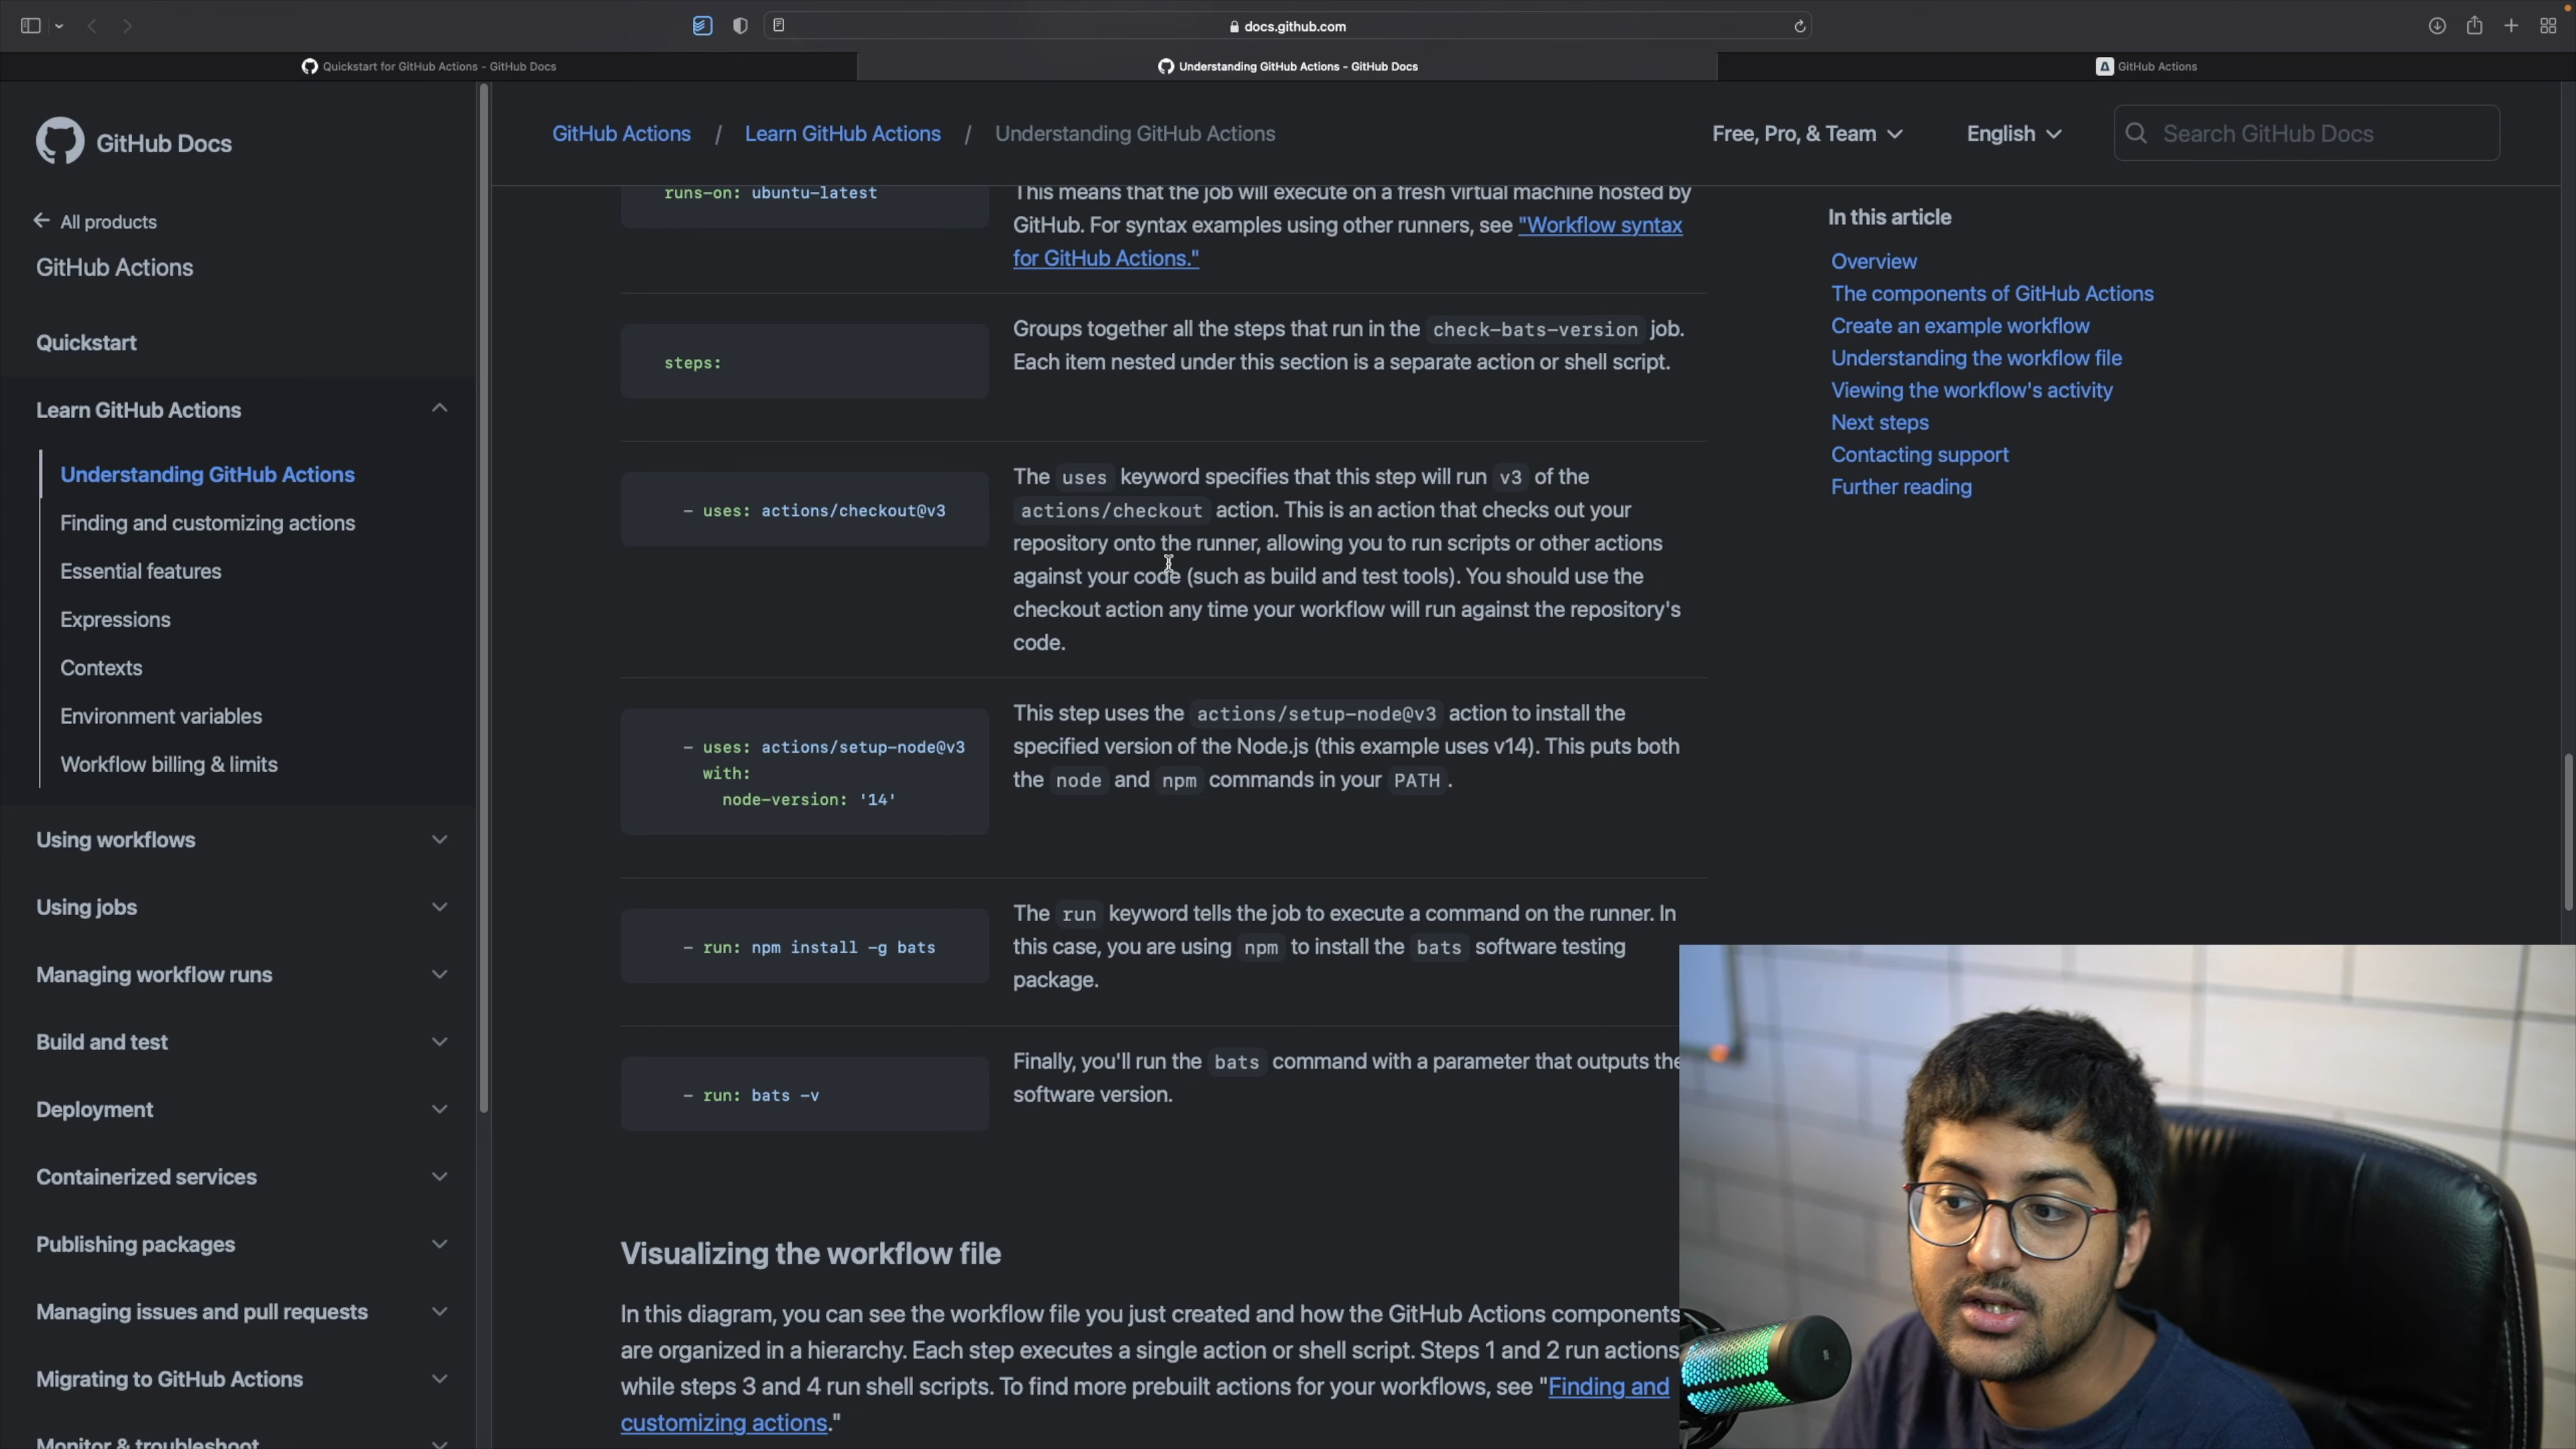 docs.github.com
Quickstart for GitHub Actions - GitHub Docs
Understanding GitHub Actions - GitHub Docs
GitHub Actions
GitHub Docs
All products
GitHub Actions
Quickstart
Learn GitHub Actions
Understanding GitHub Actions
Finding and customizing actions
Essential features
Expressions
Contexts
Environment variables
Workflow billing & limits
Using workflows
Using jobs
Managing workflow runs
Build and test
Deployment
Containerized services
Publishing packages
Managing issues and pull requests
Migrating to GitHub Actions
Monitor & troubleshoot
GitHub Actions / Learn GitHub Actions / Understanding GitHub Actions
Free, Pro, & Team
English
Search GitHub Docs
runs-on: ubuntu-latest
This means that the job will execute on a fresh virtual machine hosted by
GitHub. For syntax examples using other runners, see "Workflow syntax
for GitHub Actions."
steps:
Groups together all the steps that run in the check-bats-version job.
Each item nested under this section is a separate action or shell script.
- uses: actions/checkout@v3
The uses keyword specifies that this step will run v3 of the
actions/checkout action. This is an action that checks out your
repository onto the runner, allowing you to run scripts or other actions
against your code (such as build and test tools). You should use the
checkout action any time your workflow will run against the repository's
code.
- uses: actions/setup-node@v3
with:
node-version: '14'
This step uses the actions/setup-node@v3 action to install the
specified version of the Node.js (this example uses v14). This puts both
the node and npm commands in your PATH .
- run: npm install -g bats
The run keyword tells the job to execute a command on the runner. In
this case, you are using npm to install the bats software testing
package.
- run: bats -v
Finally, you'll run the bats command with a parameter that outputs the
software version.
Visualizing the workflow file
In this diagram, you can see the workflow file you just created and how the GitHub Actions components
are organized in a hierarchy. Each step executes a single action or shell script. Steps 1 and 2 run actions
while steps 3 and 4 run shell scripts. To find more prebuilt actions for your workflows, see "Finding and
customizing actions."
In this article
Overview
The components of GitHub Actions
Create an example workflow
Understanding the workflow file
Viewing the workflow's activity
Next steps
Contacting support
Further reading